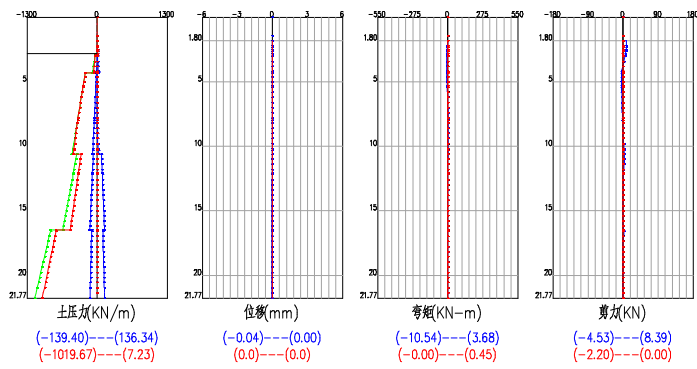 -1300 0 1300
-6 -3 0 3 6
-550 -275 0 275 550
-180 -90 0 90 180
1.80 1.80 1.80
5 5 5 5
10 10 10 10
15 15 15 15
20 20 20 20
21.77 21.77 21.77 21.77
土压力(KN/m) 位移(mm) 弯矩(KN-m) 剪力(KN)
(-139.40)---(136.34) (-0.04)---(0.00) (-10.54)---(3.68) (-4.53)---(8.39)
(-1019.67)---(7.23) (0.0)---(0.0) (-0.00)---(0.45) (-2.20)---(0.00)